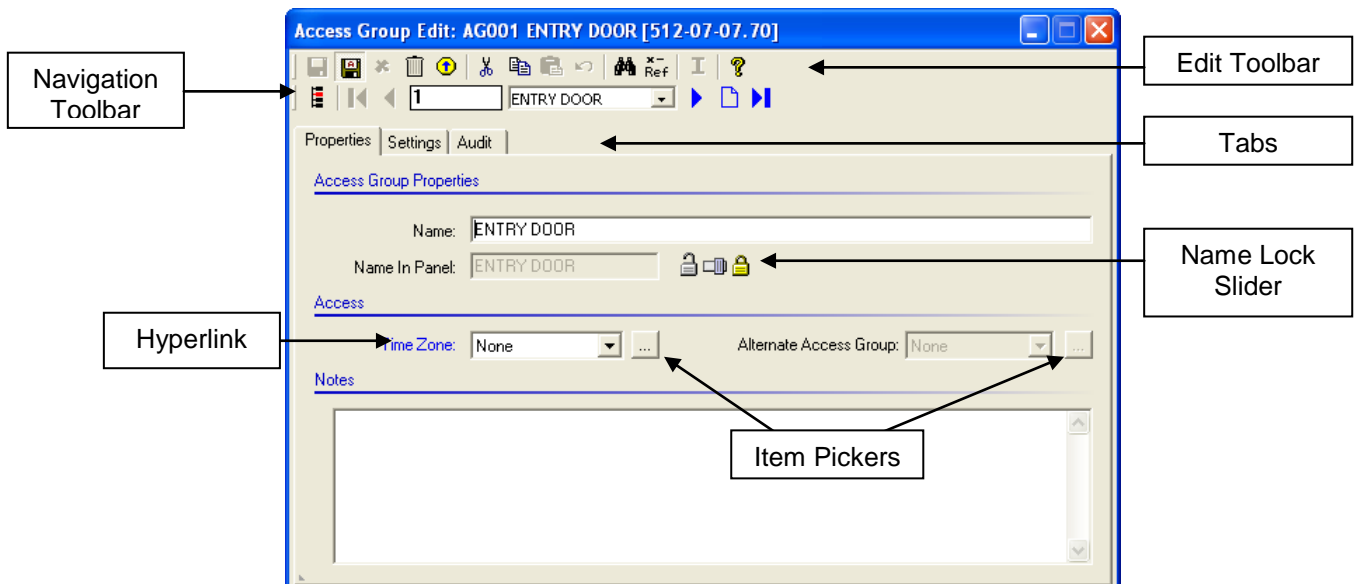 Access Group Edit: AG001 ENTRY DOOR [512-07-07.70]
Navigation
Toolbar
Edit Toolbar
x-
Ref
1
ENTRY DOOR
Properties Settings Audit
Tabs
Access Group Properties
Name: ENTRY DOOR
Name In Panel: ENTRY DOOR
Name Lock
Slider
Access
Hyperlink
Time Zone: None ... Alternate Access Group: None ...
Notes
Item Pickers